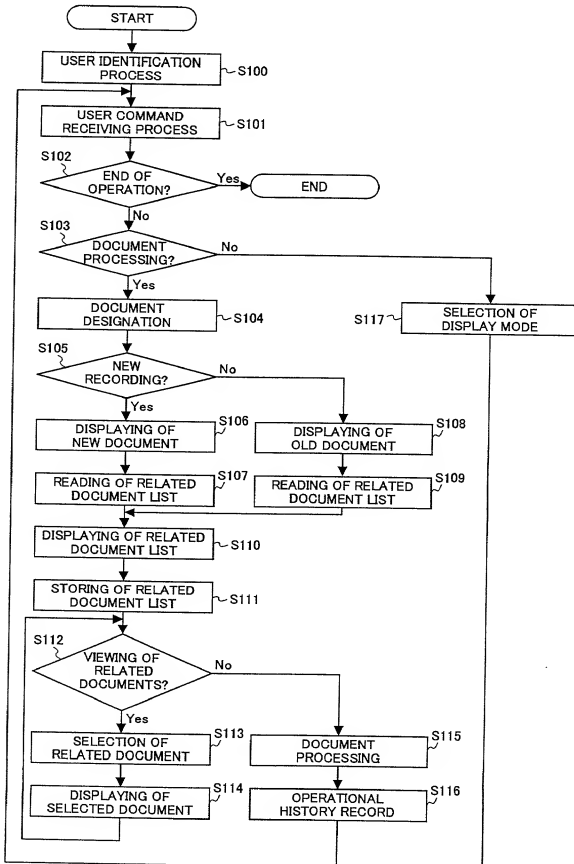 START
USER IDENTIFICATION
PROCESS
S100
USER COMMAND
RECEIVING PROCESS
S101
S102
END OF
OPERATION?
Yes
END
No
S103
DOCUMENT
PROCESSING?
No
Yes
DOCUMENT
DESIGNATION
S104
S117
SELECTION OF
DISPLAY MODE
S105
NEW
RECORDING?
No
Yes
S106
DISPLAYING OF
NEW DOCUMENT
S108
DISPLAYING OF
OLD DOCUMENT
S107
READING OF RELATED
DOCUMENT LIST
S109
READING OF RELATED
DOCUMENT LIST
DISPLAYING OF RELATED
DOCUMENT LIST
S110
STORING OF RELATED
DOCUMENT LIST
S111
S112
VIEWING OF
RELATED
DOCUMENTS?
No
Yes
SELECTION OF
RELATED DOCUMENT
S113
DOCUMENT
PROCESSING
S115
DISPLAYING OF
SELECTED DOCUMENT
S114
OPERATIONAL
HISTORY RECORD
S116